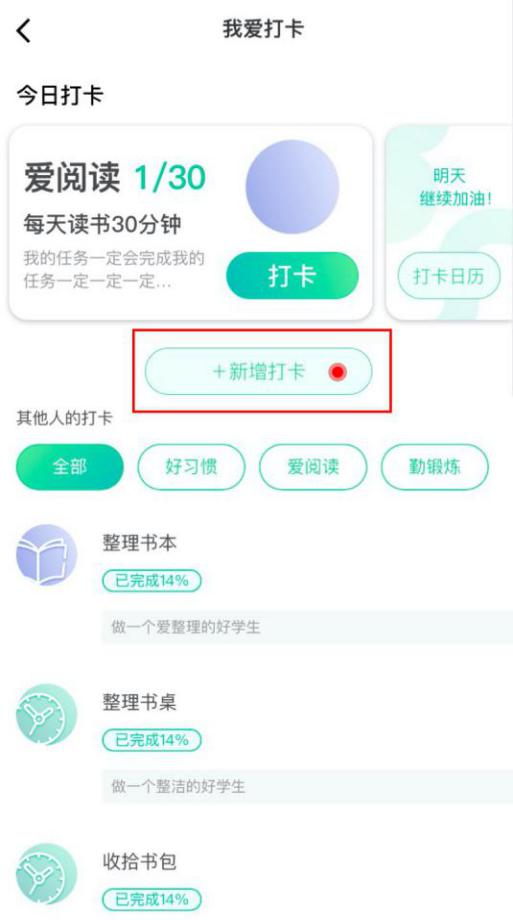 我爱打卡
今日打卡
爱阅读 1/30
每天读书30分钟
我的任务一定会完成我的
任务一定一定一定...
打卡
明天
继续加油!
打卡日历
+新增打卡
其他人的打卡
全部
好习惯
爱阅读
勤锻炼
整理书本
已完成14%
做一个爱整理的好学生
整理书桌
已完成14%
做一个整洁的好学生
收拾书包
已完成14%